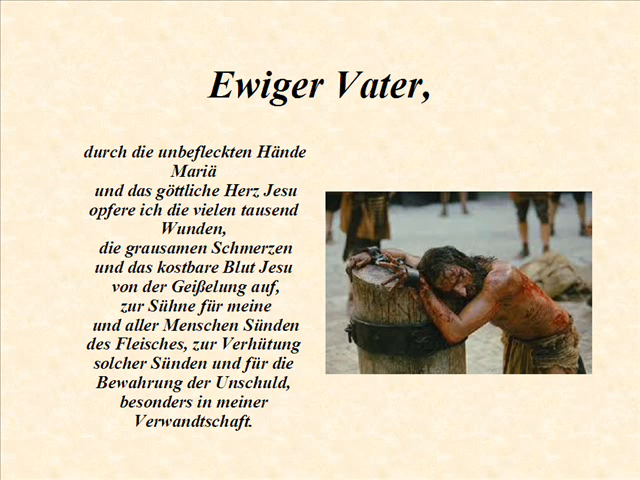 Ewiger Vater,
durch die unbefleckten Hände
Mariä
und das göttliche Herz Jesu
opfere ich die vielen tausend
Wunden,
die grausamen Schmerzen
und das kostbare Blut Jesu
von der Geißelung auf,
zur Sühne für meine
und aller Menschen Sünden
des Fleisches, zur Verhütung
solcher Sünden und für die
Bewahrung der Unschuld,
besonders in meiner
Verwandtschaft.